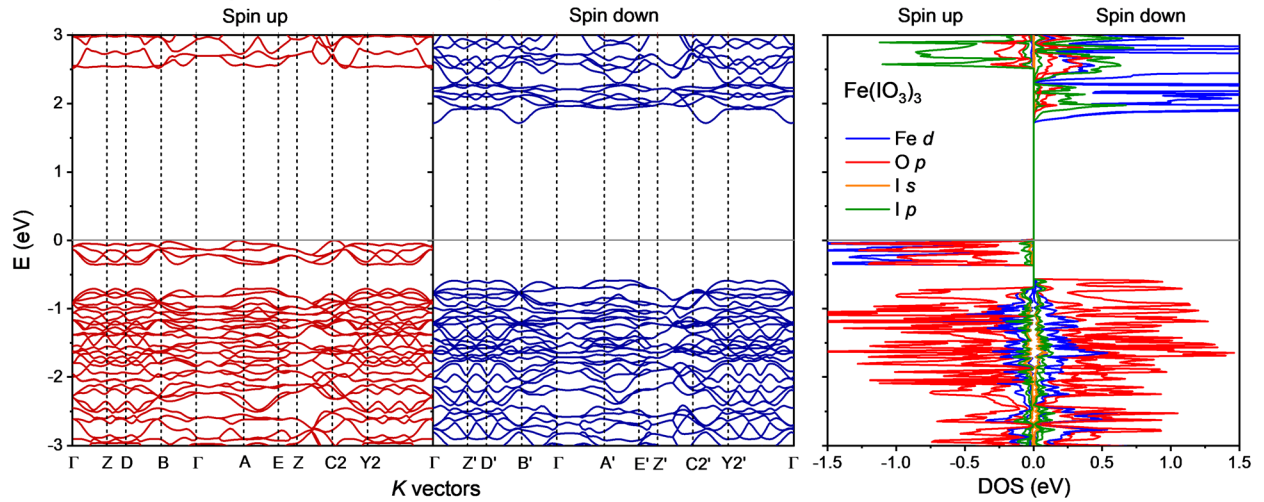 Spin up Spin down Spin up Spin down
E (eV)
3
2
1
0
-1
-2
-3
Γ Z D B Γ A E Z C2 Y2 Γ Z' D' B' Γ A' E' Z' C2' Y2' Γ
K vectors
Fe(IO₃)₃
Fe d
O p
I s
I p
-1.5 -1.0 -0.5 0.0 0.5 1.0 1.5
DOS (eV)